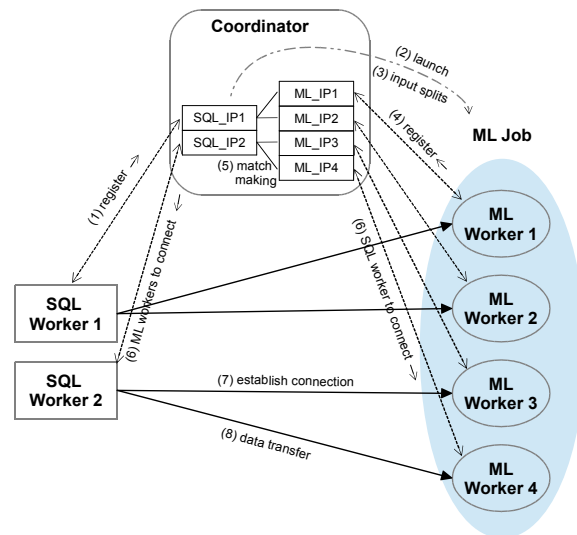 Coordinator
(2) launch
(3) input splits
SQL_IP1
SQL_IP2
ML_IP1
ML_IP2
ML_IP3
ML_IP4
(5) match
making
(4) register
ML Job
(1) register
(6) ML workers to connect
(6) SQL worker to
connect
ML
Worker 1
ML
Worker 2
ML
Worker 3
ML
Worker 4
SQL
Worker 1
SQL
Worker 2
(7) establish connection
(8) data transfer